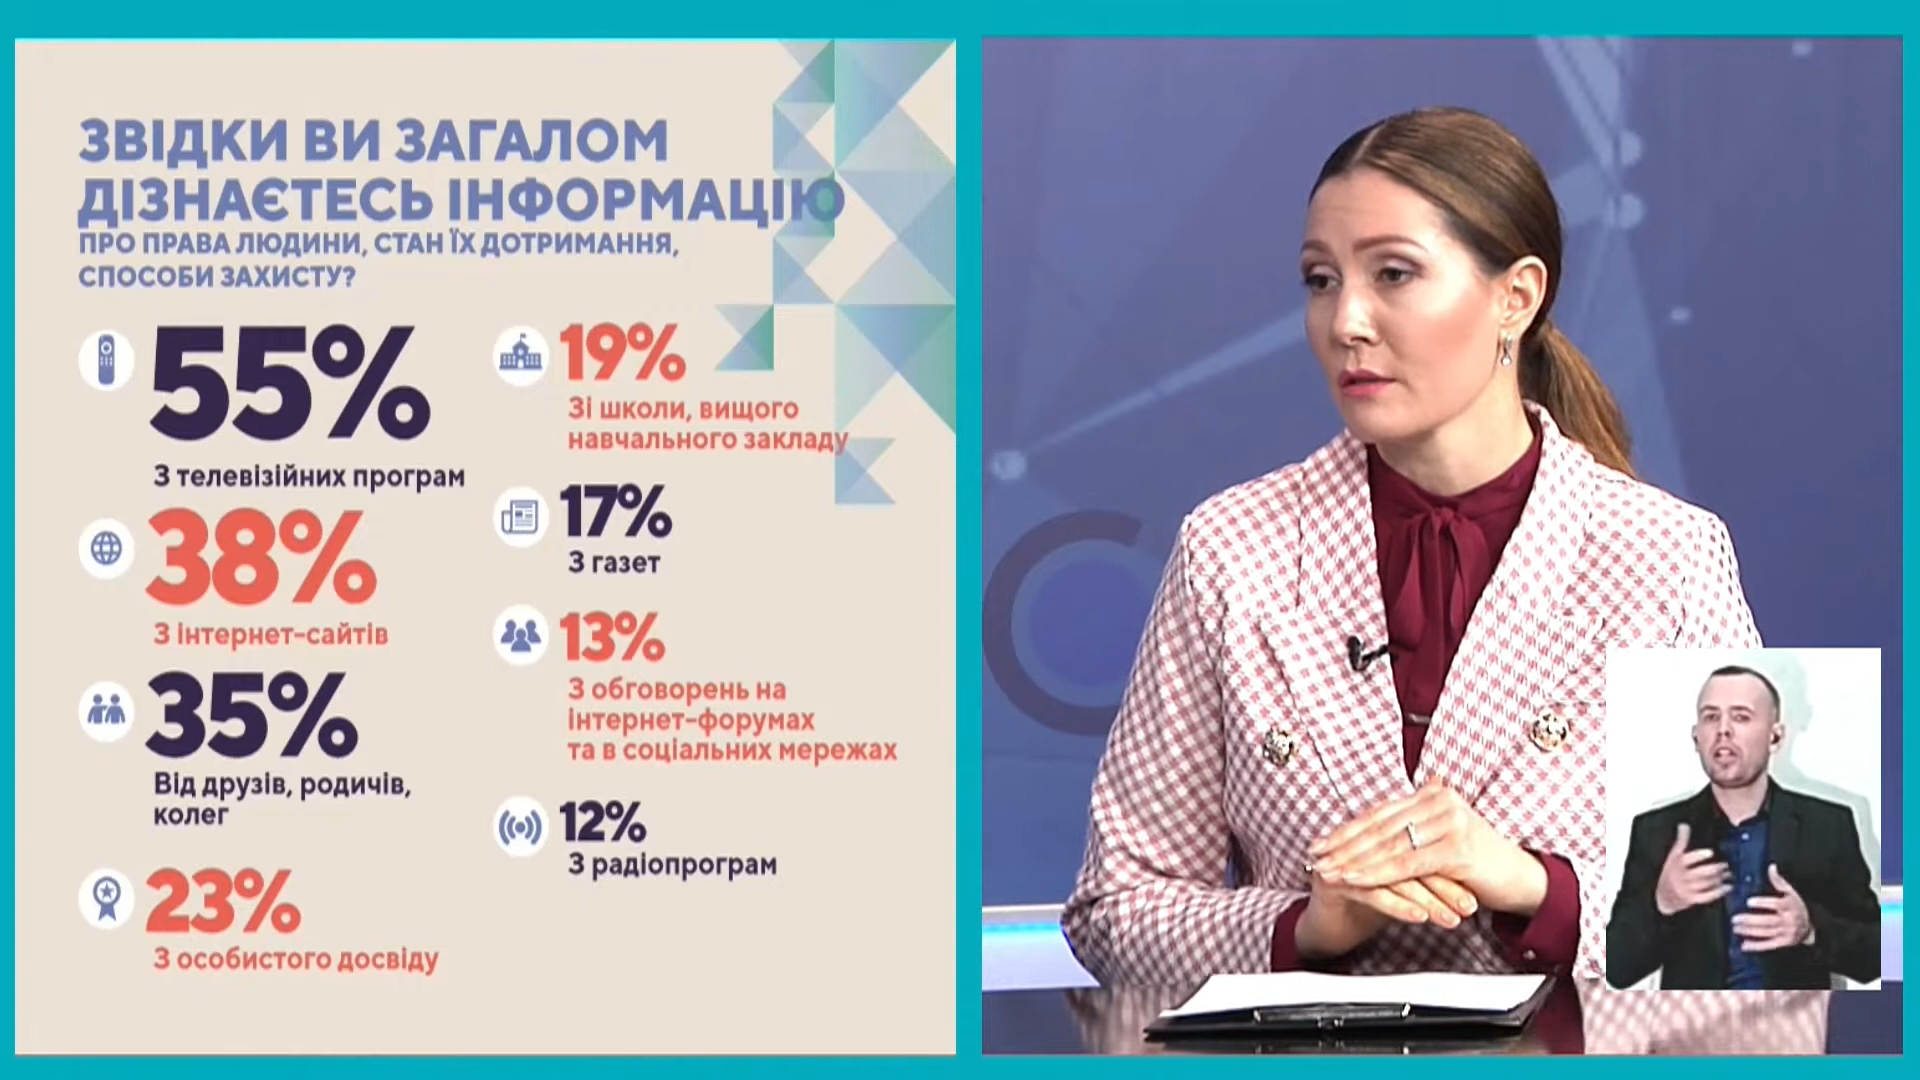 ЗВІДКИ ВИ ЗАГАЛОМ
ДІЗНАЄТЕСЬ ІНФОРМАЦІЮ
ПРО ПРАВА ЛЮДИНИ, СТАН ЇХ ДОТРИМАННЯ,
СПОСОБИ ЗАХИСТУ?
55%
З телевізійних програм
38%
З інтернет-сайтів
35%
Від друзів, родичів,
колег
23%
З особистого досвіду
19%
Зі школи, вищого
навчального закладу
17%
З газет
13%
З обговорень на
інтернет-форумах
та в соціальних мережах
12%
З радіопрограм